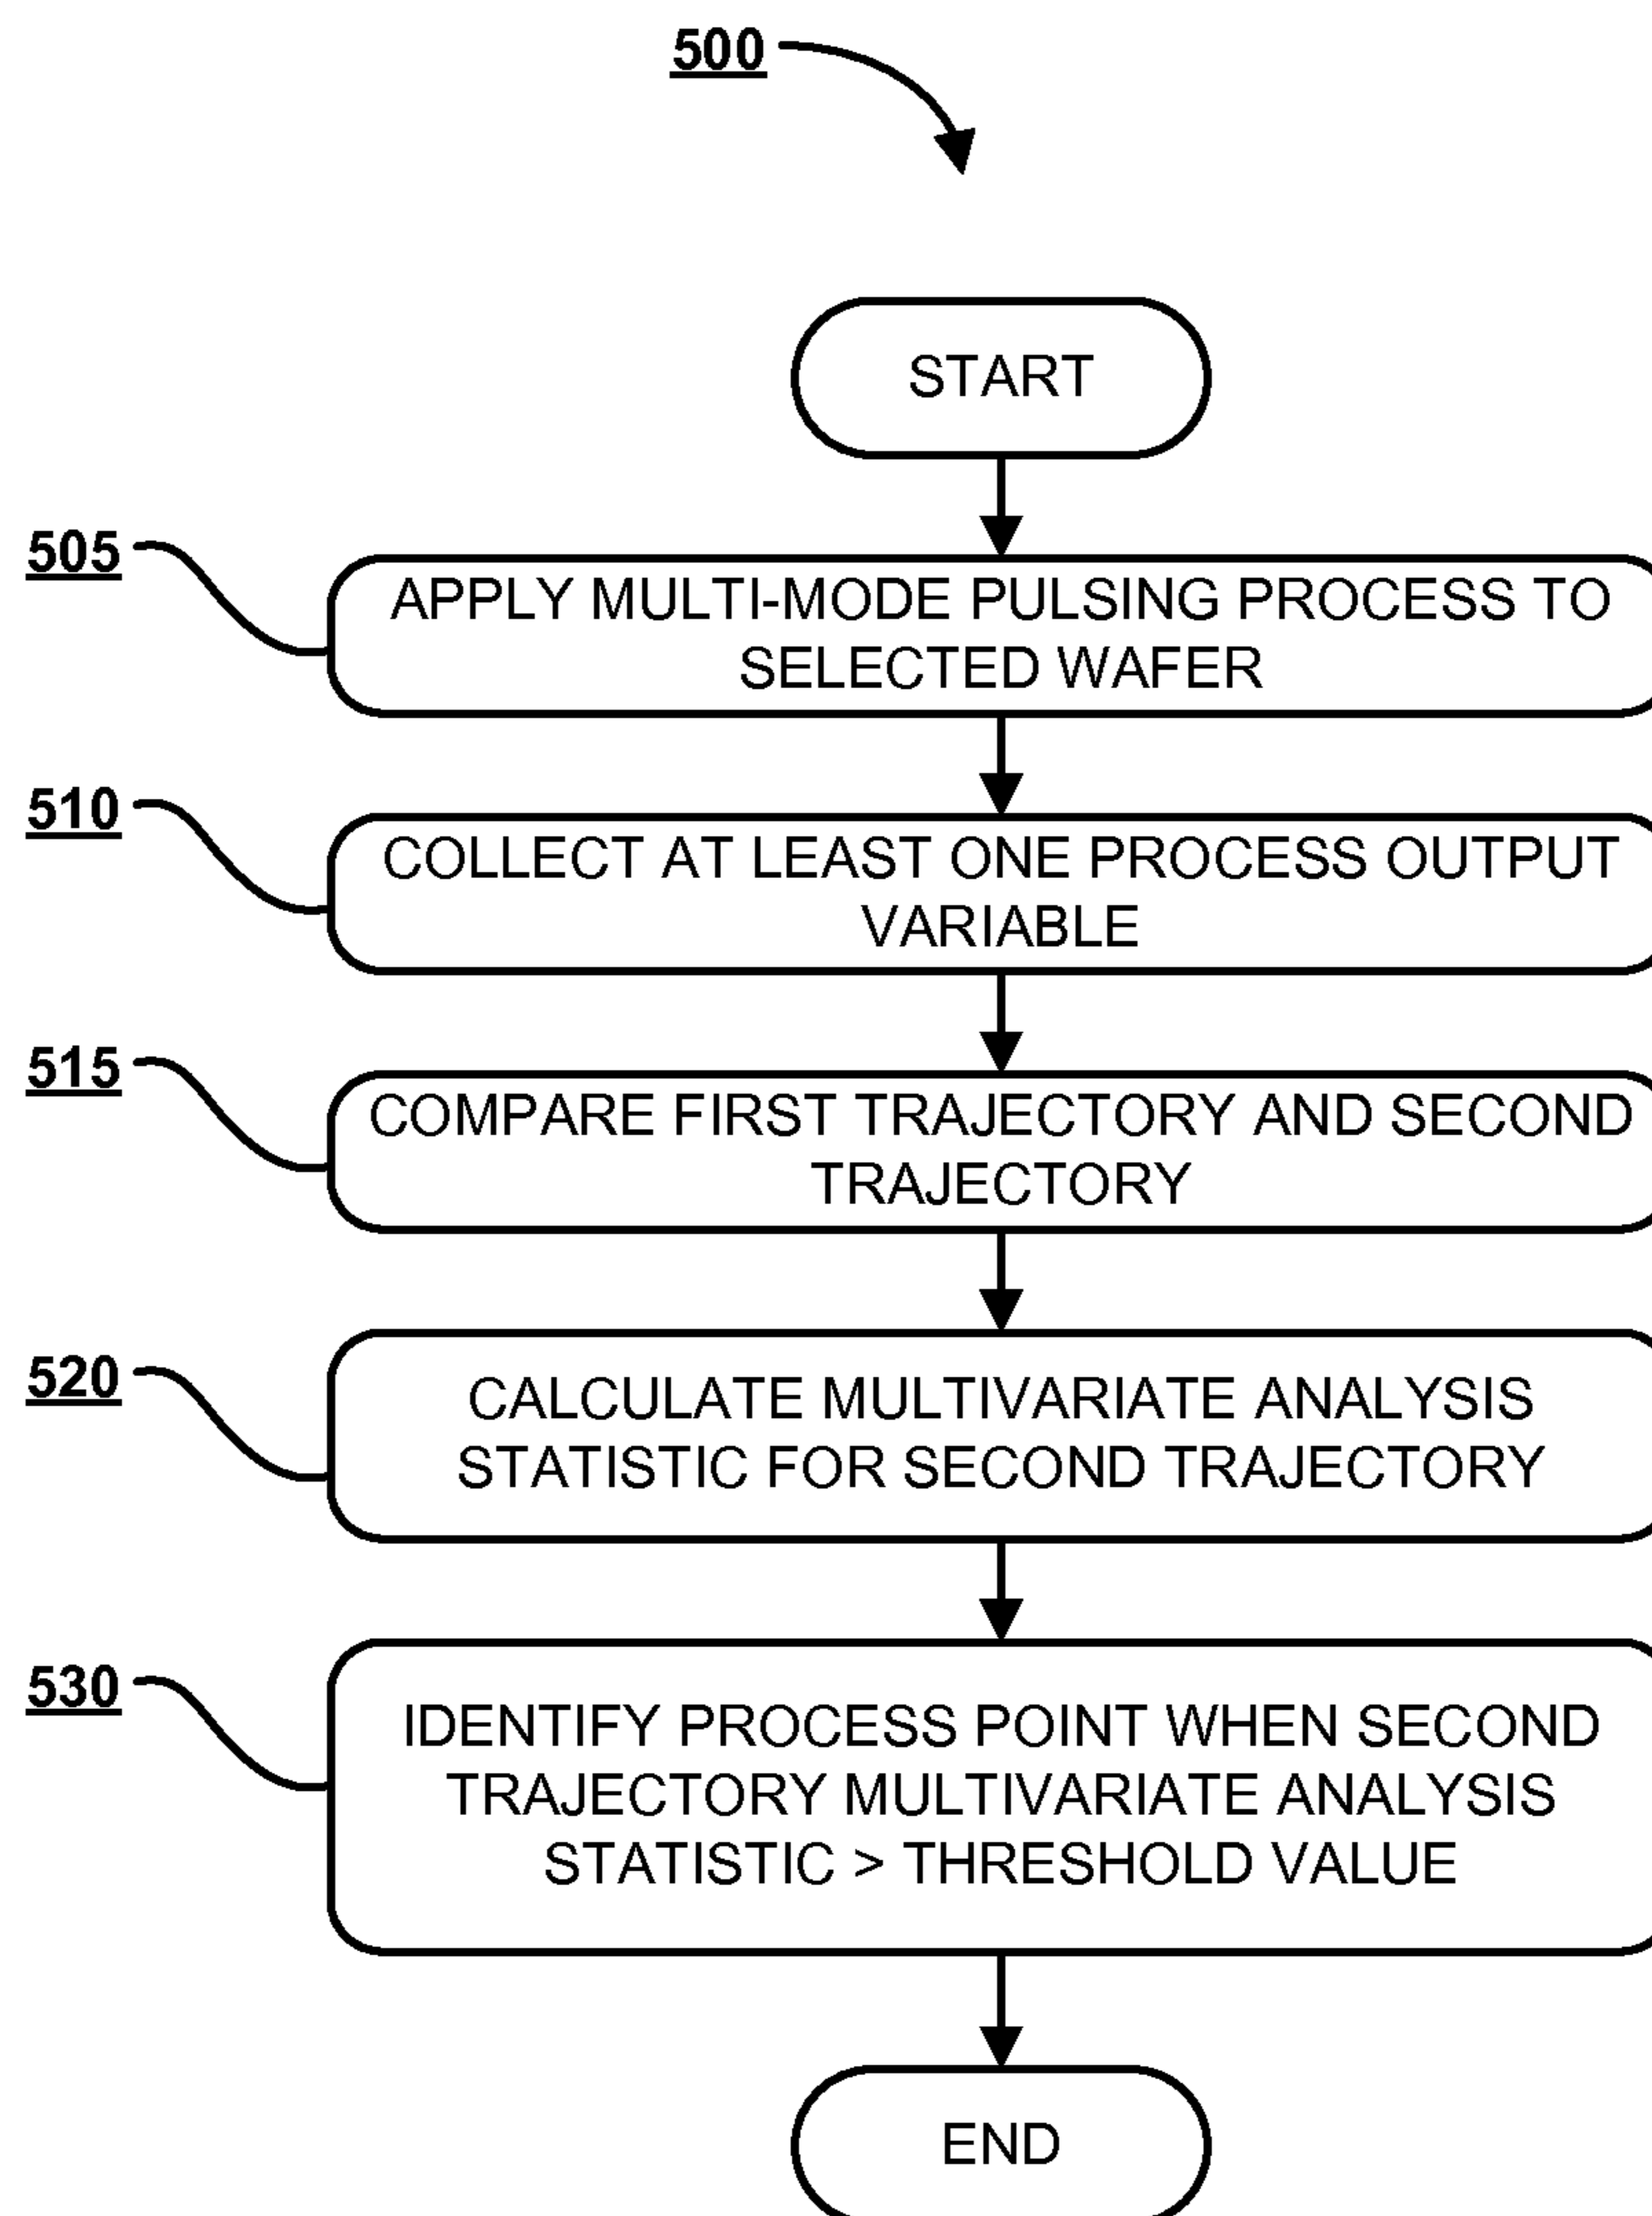 500
START
505
APPLY MULTI-MODE PULSING PROCESS TO
SELECTED WAFER
510
COLLECT AT LEAST ONE PROCESS OUTPUT
VARIABLE
515
COMPARE FIRST TRAJECTORY AND SECOND
TRAJECTORY
520
CALCULATE MULTIVARIATE ANALYSIS
STATISTIC FOR SECOND TRAJECTORY
530
IDENTIFY PROCESS POINT WHEN SECOND
TRAJECTORY MULTIVARIATE ANALYSIS
STATISTIC > THRESHOLD VALUE
END